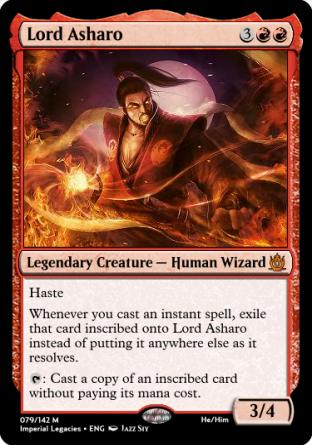 Lord Asharo 3
Legendary Creature — Human Wizard
Haste
Whenever you cast an instant spell, exile
that card inscribed onto Lord Asharo
instead of putting it anywhere else as it
resolves.
: Cast a copy of an inscribed card
without paying its mana cost.
3/4
079/142 M He/Him
Imperial Legacies • ENG Jazz Siy